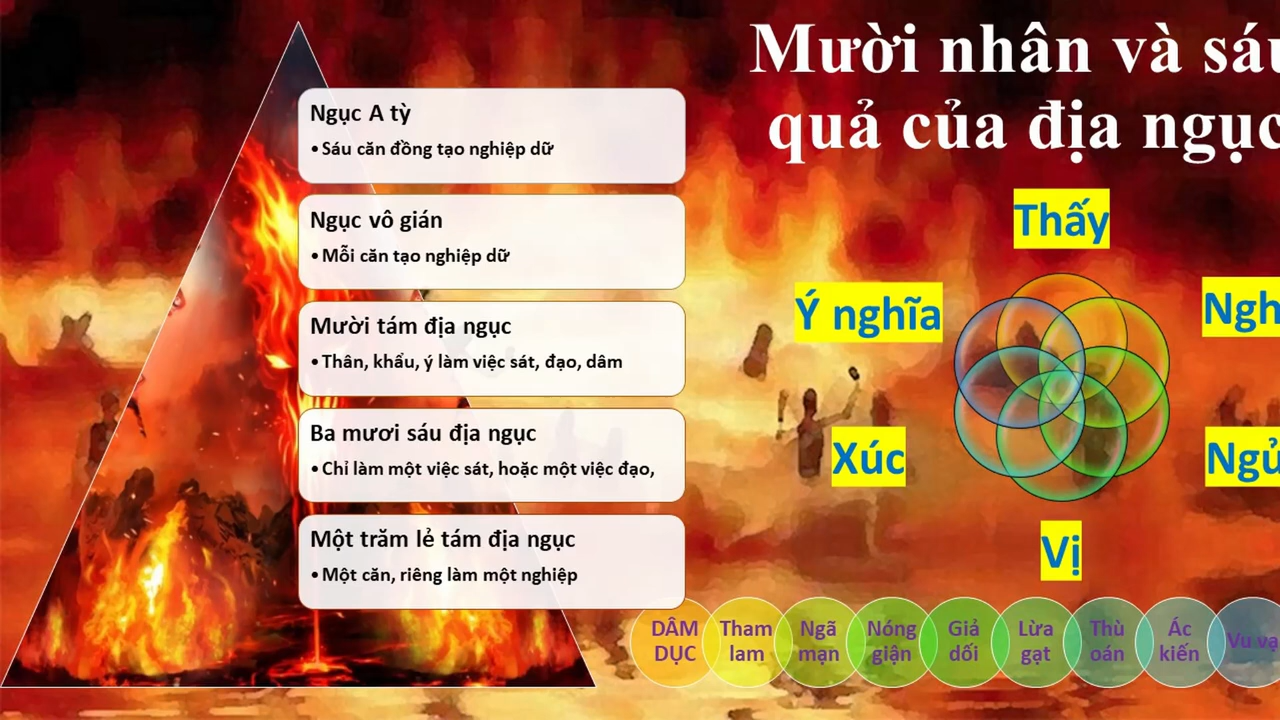 Mười nhân và sáu
quả của địa ngục
Ngục A tỳ
• Sáu căn đồng tạo nghiệp dữ
Ngục vô gián
• Mỗi căn tạo nghiệp dữ
Mười tám địa ngục
• Thân, khẩu, ý làm việc sát, đạo, dâm
Ba mươi sáu địa ngục
• Chỉ làm một việc sát, hoặc một việc đạo,
Một trăm lẻ tám địa ngục
• Một căn, riêng làm một nghiệp
Thấy
Ý nghĩa
Ngh
Xúc
Ngử
Vị
DÂM
DỤC
Tham
lam
Ngã
mạn
Nóng
giận
Giả
dối
Lừa
gạt
Thù
oán
Ác
kiến
Vu vạ